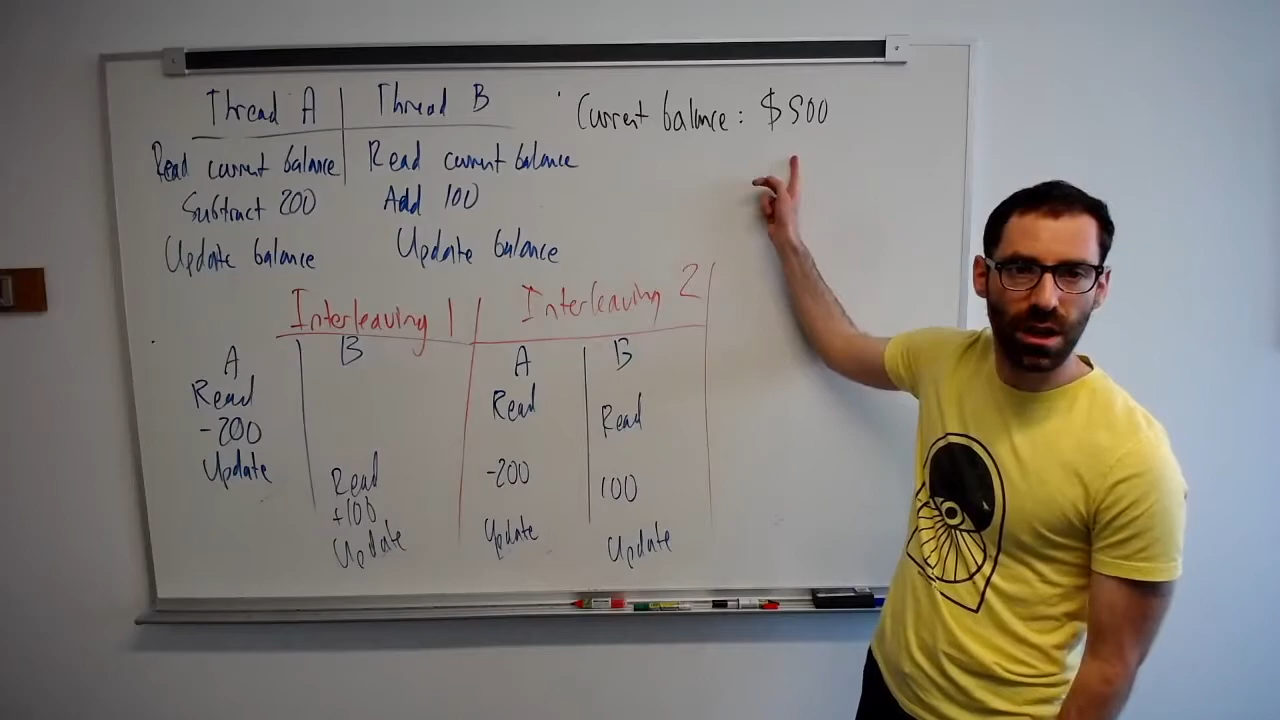 Thread A Thread B
Current balance: $500
Read current balance Read current balance
Subtract 200 Add 100
Update balance Update balance
Interleaving 1 Interleaving 2
A B A B
Read Read Read
-200
Update
Read -200 100
+100
Update Update Update